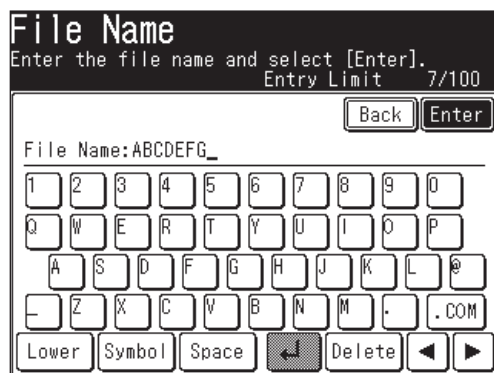 File Name
Enter the file name and select [Enter].
Entry Limit 7/100
Back Enter
File Name:ABCDEFG_
1 2 3 4 5 6 7 8 9 0
Q W E R T Y U I O P
A S D F G H J K L @
_ Z X C V B N M . .COM
Lower Symbol Space ↵ Delete ◀ ▶